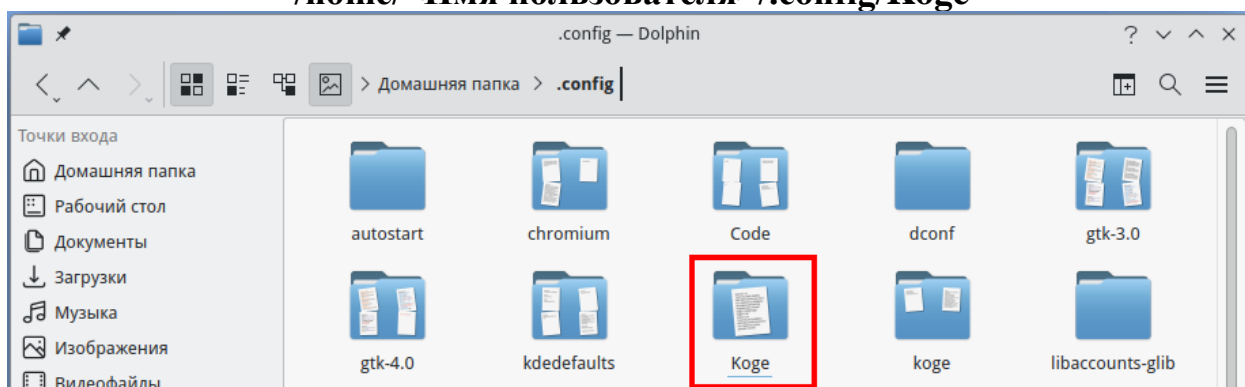 /home/*Имя пользователя*/.config/Koge
.config — Dolphin
Домашняя папка > .config
Точки входа
Домашняя папка
Рабочий стол
Документы
Загрузки
Музыка
Изображения
Видеофайлы
autostart
chromium
Code
dconf
gtk-3.0
gtk-4.0
kdedefaults
Koge
koge
libaccounts-glib